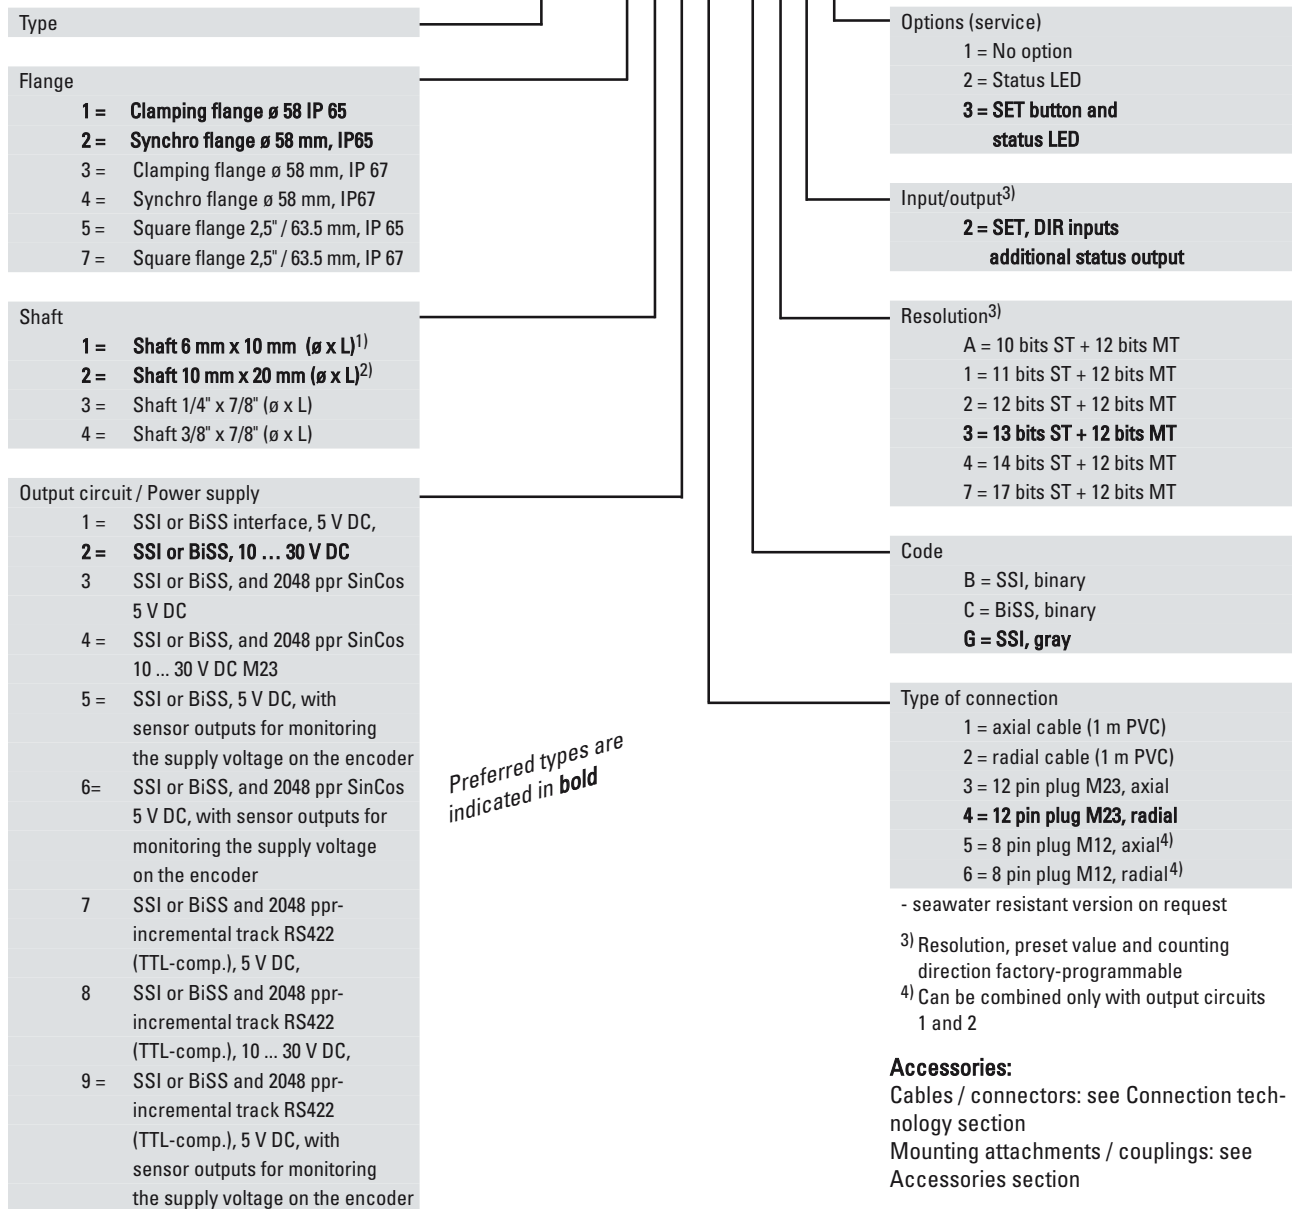 Type
Flange
1 = Clamping flange ø 58 IP 65
2 = Synchro flange ø 58 mm, IP65
3 = Clamping flange ø 58 mm, IP 67
4 = Synchro flange ø 58 mm, IP67
5 = Square flange 2,5" / 63.5 mm, IP 65
7 = Square flange 2,5" / 63.5 mm, IP 67
Shaft
1 = Shaft 6 mm x 10 mm (ø x L)1)
2 = Shaft 10 mm x 20 mm (ø x L)2)
3 = Shaft 1/4" x 7/8" (ø x L)
4 = Shaft 3/8" x 7/8" (ø x L)
Output circuit / Power supply
1 = SSI or BiSS interface, 5 V DC,
2 = SSI or BiSS, 10 … 30 V DC
3 SSI or BiSS, and 2048 ppr SinCos
5 V DC
4 = SSI or BiSS, and 2048 ppr SinCos
10 ... 30 V DC M23
5 = SSI or BiSS, 5 V DC, with
sensor outputs for monitoring
the supply voltage on the encoder
6= SSI or BiSS, and 2048 ppr SinCos
5 V DC, with sensor outputs for
monitoring the supply voltage
on the encoder
7 SSI or BiSS and 2048 ppr-
incremental track RS422
(TTL-comp.), 5 V DC,
8 SSI or BiSS and 2048 ppr-
incremental track RS422
(TTL-comp.), 10 ... 30 V DC,
9 = SSI or BiSS and 2048 ppr-
incremental track RS422
(TTL-comp.), 5 V DC, with
sensor outputs for monitoring
the supply voltage on the encoder
Preferred types are
indicated in bold
Options (service)
1 = No option
2 = Status LED
3 = SET button and
status LED
Input/output3)
2 = SET, DIR inputs
additional status output
Resolution3)
A = 10 bits ST + 12 bits MT
1 = 11 bits ST + 12 bits MT
2 = 12 bits ST + 12 bits MT
3 = 13 bits ST + 12 bits MT
4 = 14 bits ST + 12 bits MT
7 = 17 bits ST + 12 bits MT
Code
B = SSI, binary
C = BiSS, binary
G = SSI, gray
Type of connection
1 = axial cable (1 m PVC)
2 = radial cable (1 m PVC)
3 = 12 pin plug M23, axial
4 = 12 pin plug M23, radial
5 = 8 pin plug M12, axial4)
6 = 8 pin plug M12, radial4)
- seawater resistant version on request
3) Resolution, preset value and counting
direction factory-programmable
4) Can be combined only with output circuits
1 and 2
Accessories:
Cables / connectors: see Connection tech-
nology section
Mounting attachments / couplings: see
Accessories section